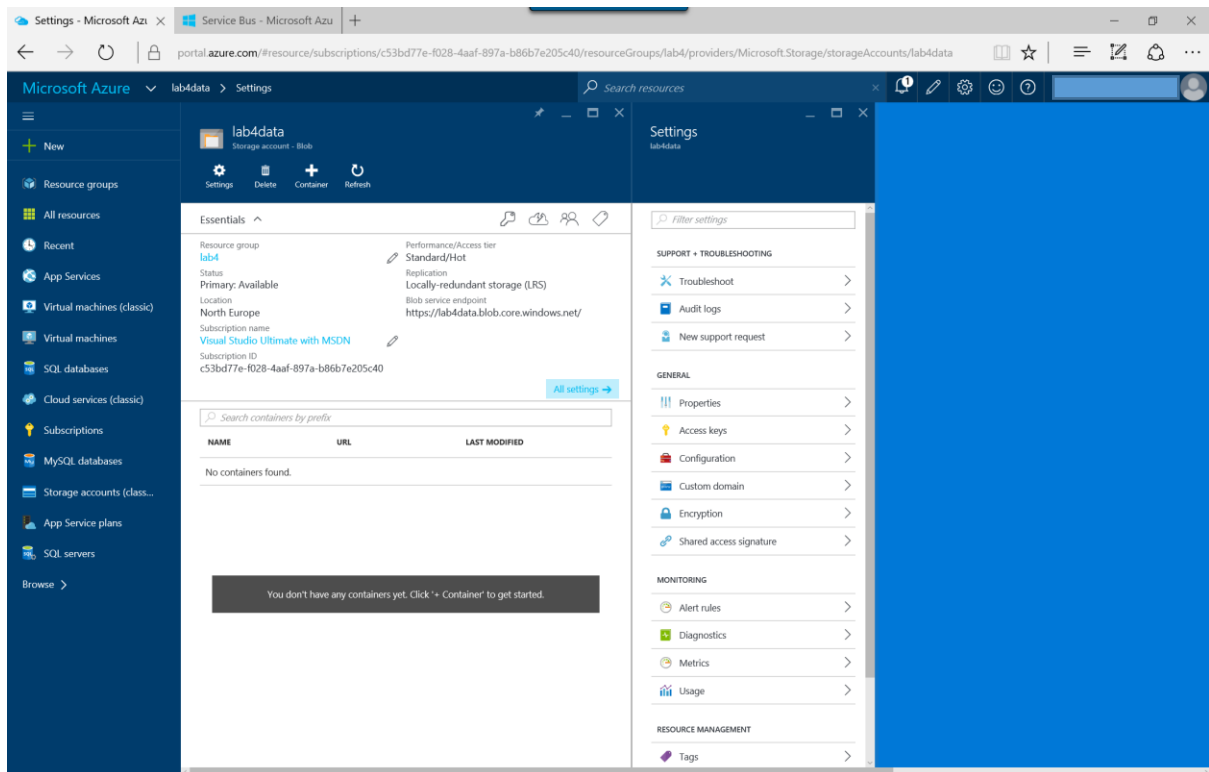 Settings - Microsoft Azu
Service Bus - Microsoft Azu
portal.azure.com/#resource/subscriptions/c53bd77e-f028-4aaf-897a-b86b7e205c40/resourceGroups/lab4/providers/Microsoft.Storage/storageAccounts/lab4data
Microsoft Azure
lab4data > Settings
Search resources
1
New
Resource groups
All resources
Recent
App Services
Virtual machines (classic)
Virtual machines
SQL databases
Cloud services (classic)
Subscriptions
MySQL databases
Storage accounts (class...
App Service plans
SQL servers
Browse >
lab4data
Storage account - Blob
Settings Delete Container Refresh
Essentials
Resource group
lab4
Status
Primary: Available
Location
North Europe
Subscription name
Visual Studio Ultimate with MSDN
Subscription ID
c53bd77e-f028-4aaf-897a-b86b7e205c40
Performance/Access tier
Standard/Hot
Replication
Locally-redundant storage (LRS)
Blob service endpoint
https://lab4data.blob.core.windows.net/
All settings →
Search containers by prefix
NAME URL LAST MODIFIED
No containers found.
You don't have any containers yet. Click '+ Container' to get started.
Settings
lab4data
Filter settings
SUPPORT + TROUBLESHOOTING
Troubleshoot
Audit logs
New support request
GENERAL
Properties
Access keys
Configuration
Custom domain
Encryption
Shared access signature
MONITORING
Alert rules
Diagnostics
Metrics
Usage
RESOURCE MANAGEMENT
Tags